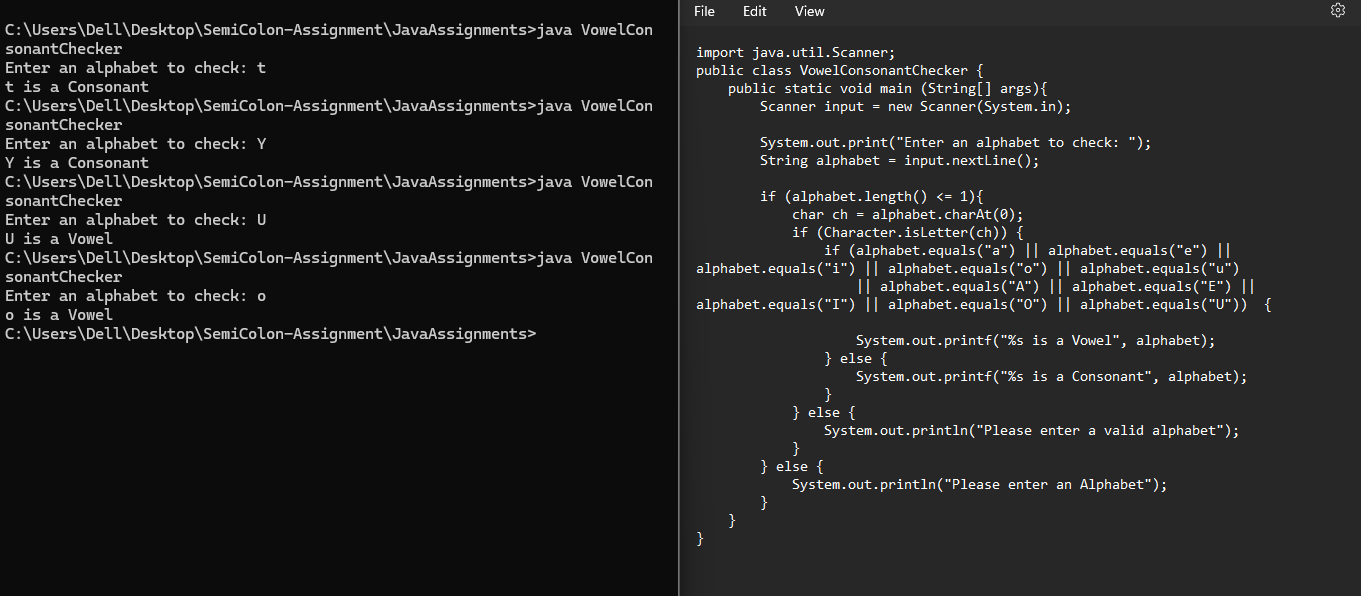 C:\Users\Dell\Desktop\SemiColon-Assignment\JavaAssignments>java VowelCon
sonantChecker
Enter an alphabet to check: t
t is a Consonant
C:\Users\Dell\Desktop\SemiColon-Assignment\JavaAssignments>java VowelCon
sonantChecker
Enter an alphabet to check: Y
Y is a Consonant
C:\Users\Dell\Desktop\SemiColon-Assignment\JavaAssignments>java VowelCon
sonantChecker
Enter an alphabet to check: U
U is a Vowel
C:\Users\Dell\Desktop\SemiColon-Assignment\JavaAssignments>java VowelCon
sonantChecker
Enter an alphabet to check: o
o is a Vowel
C:\Users\Dell\Desktop\SemiColon-Assignment\JavaAssignments>
File Edit View
import java.util.Scanner;
public class VowelConsonantChecker {
    public static void main (String[] args){
        Scanner input = new Scanner(System.in);

        System.out.print("Enter an alphabet to check: ");
        String alphabet = input.nextLine();

        if (alphabet.length() <= 1){
            char ch = alphabet.charAt(0);
            if (Character.isLetter(ch)) {
                if (alphabet.equals("a") || alphabet.equals("e") ||
alphabet.equals("i") || alphabet.equals("o") || alphabet.equals("u")
                    || alphabet.equals("A") || alphabet.equals("E") ||
alphabet.equals("I") || alphabet.equals("O") || alphabet.equals("U"))  {

                    System.out.printf("%s is a Vowel", alphabet);
                } else {
                    System.out.printf("%s is a Consonant", alphabet);
                }
            } else {
                System.out.println("Please enter a valid alphabet");
            }
        } else {
            System.out.println("Please enter an Alphabet");
        }
    }
}